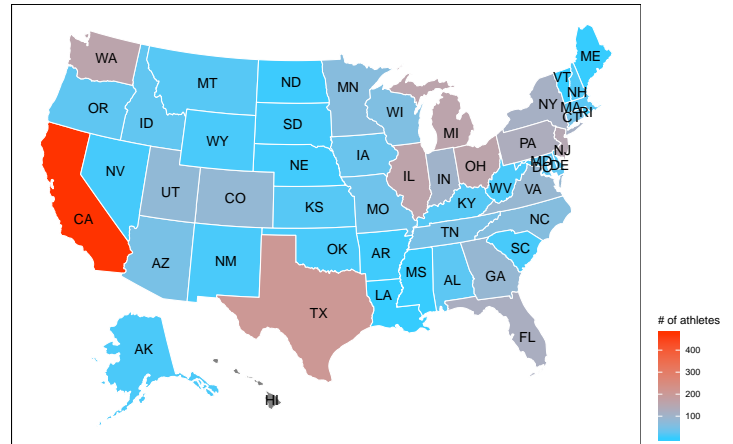 WA
MT
ND
MN
ME
VT
NH
OR
ID
SD
WI
NY
MA
CT
RI
WY
MI
PA
NJ
NV
NE
IA
IL
IN
OH
MD
DC
DE
UT
CO
KS
MO
KY
WV
VA
CA
AZ
NM
OK
AR
TN
NC
SC
MS
AL
GA
LA
TX
FL
AK
HI
# of athletes
400
300
200
100